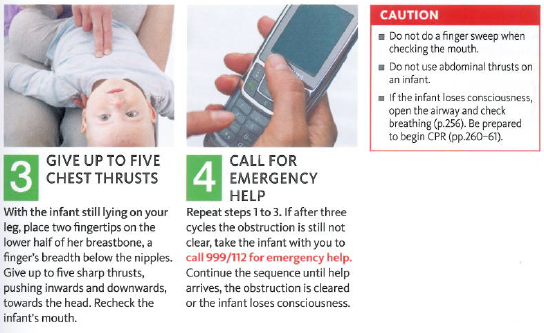 3
GIVE UP TO FIVE
CHEST THRUSTS
With the infant still lying on your
leg, place two fingertips on the
lower half of her breastbone, a
finger's breadth below the nipples.
Give up to five sharp thrusts,
pushing inwards and downwards,
towards the head. Recheck the
infant's mouth.
4
CALL FOR
EMERGENCY
HELP
Repeat steps 1 to 3. If after three
cycles the obstruction is still not
clear, take the infant with you to
call 999/112 for emergency help.
Continue the sequence until help
arrives, the obstruction is cleared
or the infant loses consciousness.
CAUTION
■ Do not do a finger sweep when
checking the mouth.
■ Do not use abdominal thrusts on
an infant.
■ If the infant loses consciousness,
open the airway and check
breathing (p.256). Be prepared
to begin CPR (pp.260–61).